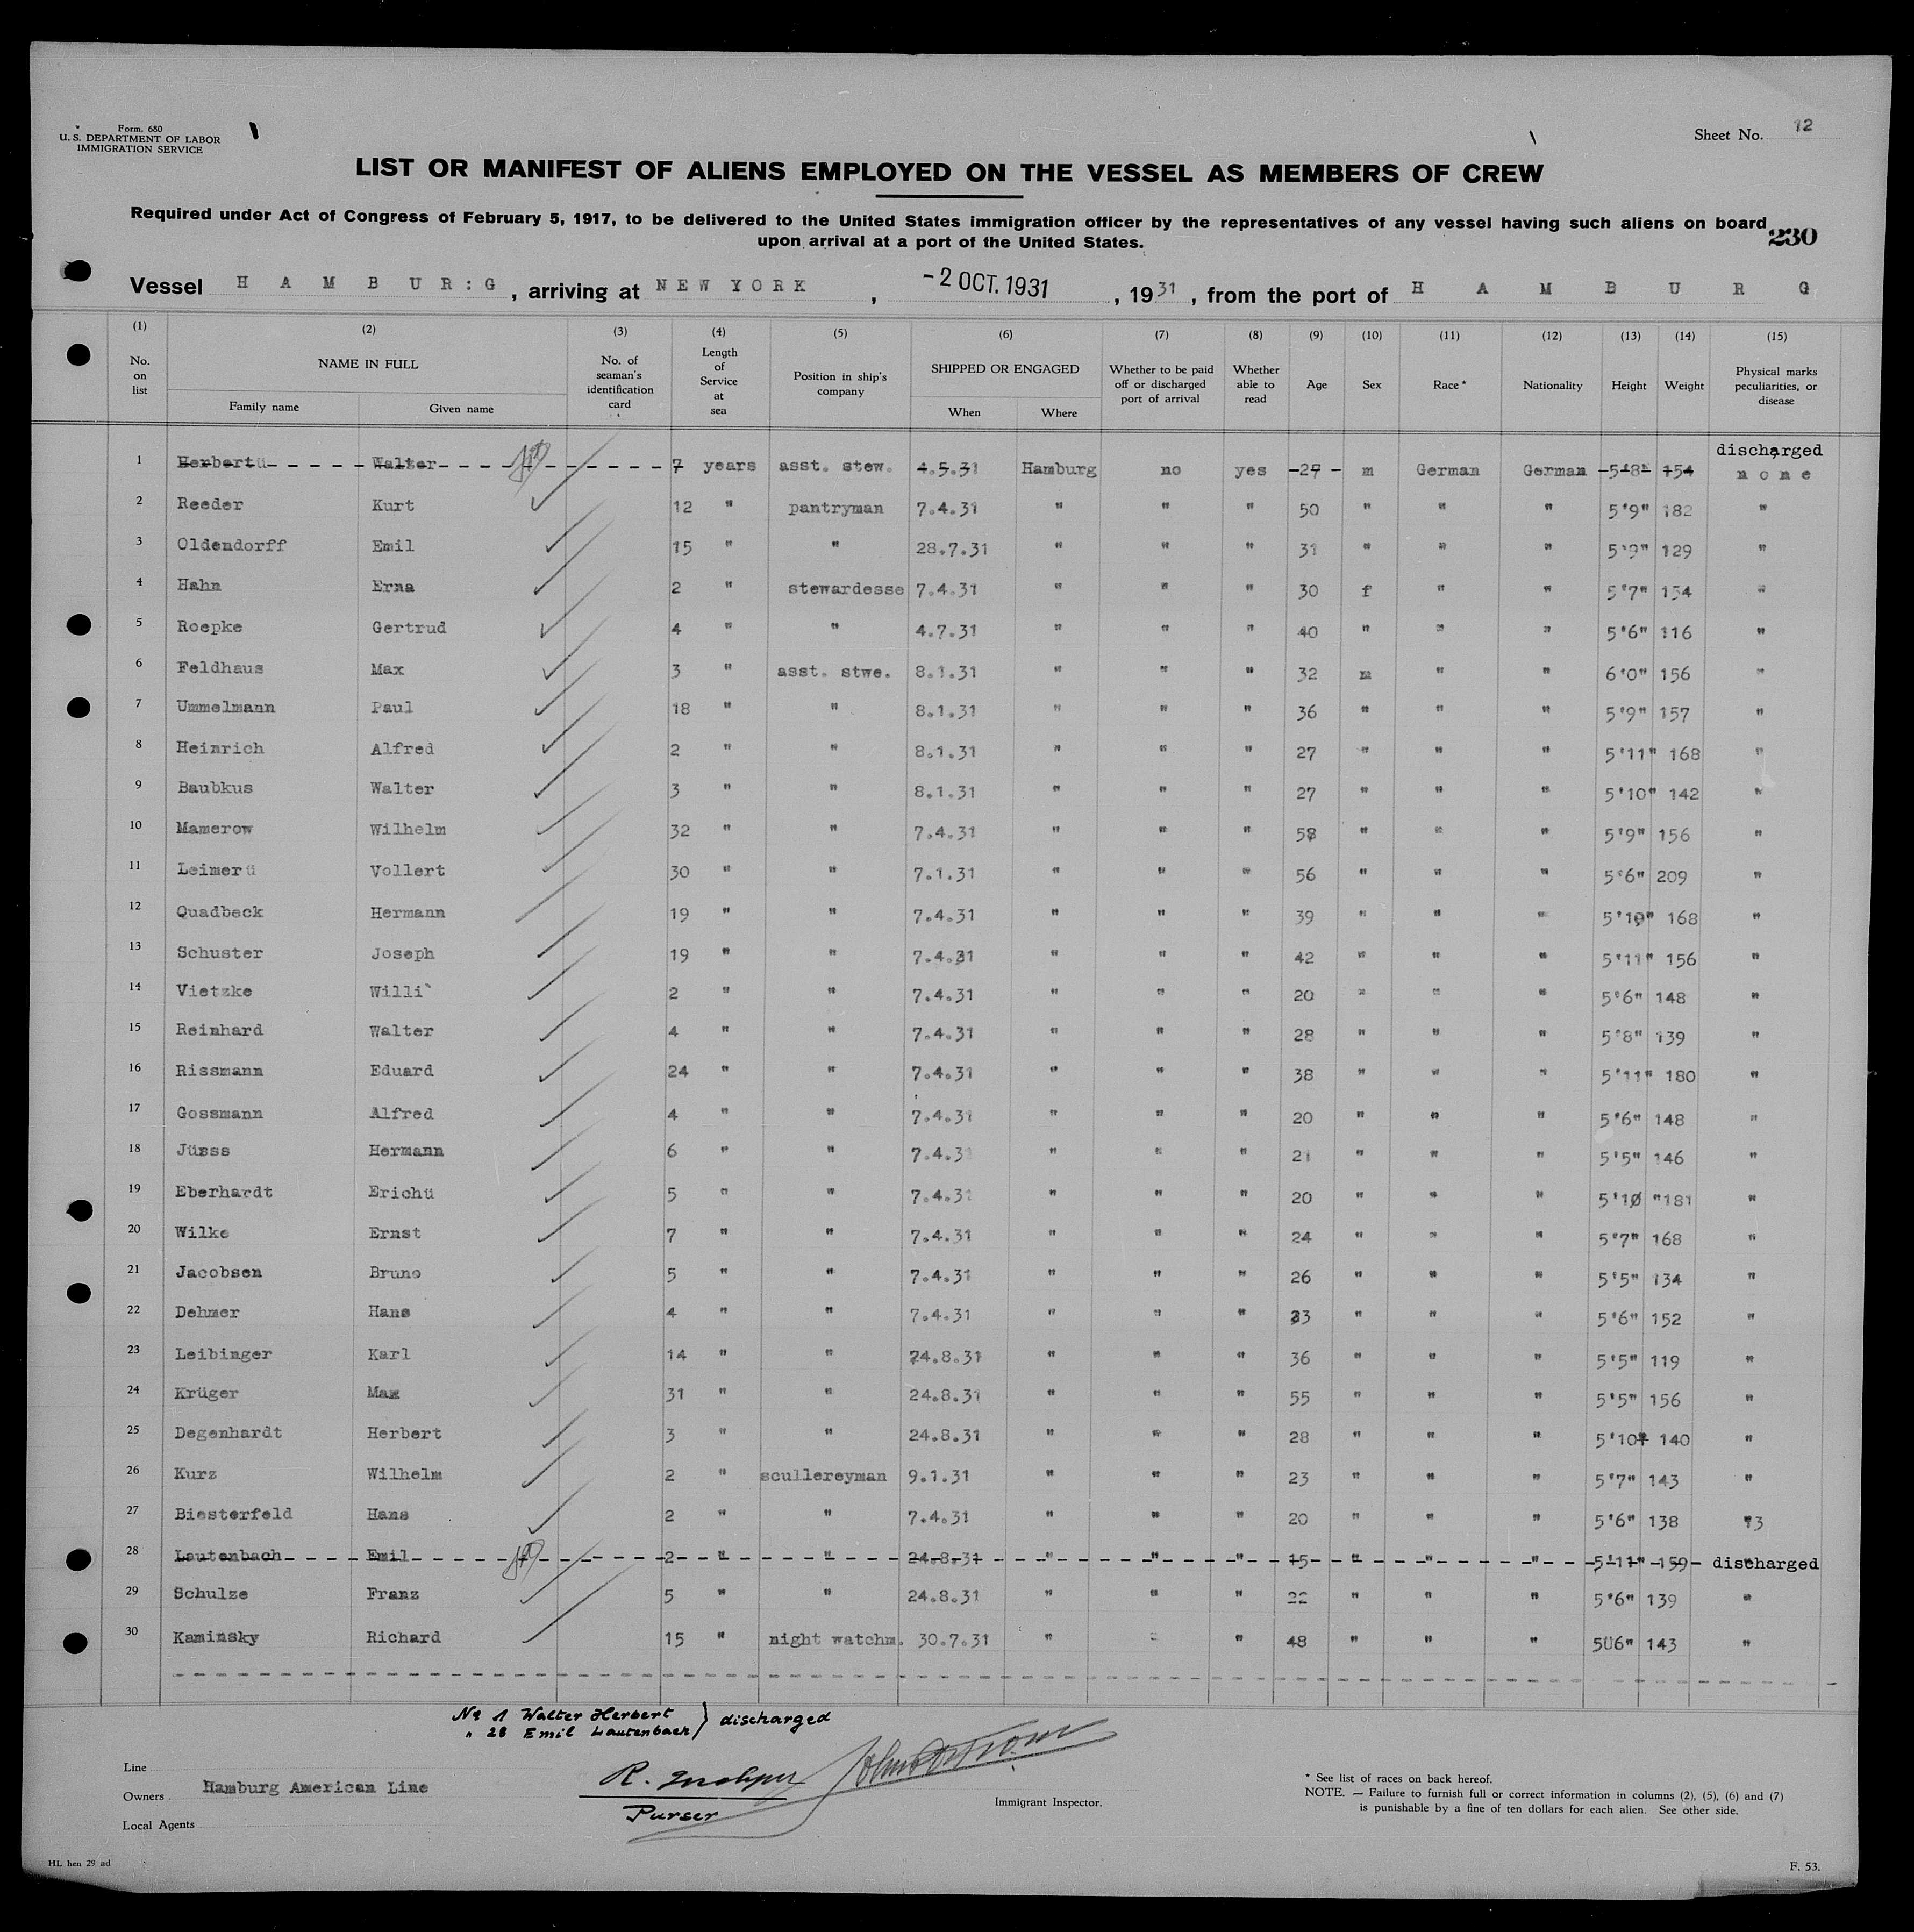 Form. 680
U. S. DEPARTMENT OF LABOR
IMMIGRATION SERVICE
Sheet No. 12
LIST OR MANIFEST OF ALIENS EMPLOYED ON THE VESSEL AS MEMBERS OF CREW
Required under Act of Congress of February 5, 1917, to be delivered to the United States immigration officer by the representatives of any vessel having such aliens on board
upon arrival at a port of the United States.
230
Vessel H A M B U R : G , arriving at NEW YORK , -2 OCT. 1931 , 1931 , from the port of H A M B U R G
(1) (2) (3) (4) (5) (6) (7) (8) (9) (10) (11) (12) (13) (14) (15)
No. on list NAME IN FULL No. of seaman's identification card Length of Service at sea Position in ship's company SHIPPED OR ENGAGED Whether to be paid off or discharged port of arrival Whether able to read Age Sex Race * Nationality Height Weight Physical marks peculiarities, or disease
Family name Given name When Where
discharged
1 Herbertü Walter 7 years asst. stew. 4.5.31 Hamburg no yes 27 m German German 5'8" 154 none
2 Reeder Kurt 12 " pantryman 7.4.31 " " " 50 " " " 5'9" 182 "
3 Oldendorff Emil 15 " " 28.7.31 " " " 31 " " " 5'9" 129 "
4 Hahn Erna 2 " stewardesse 7.4.31 " " " 30 f " " 5'7" 154 "
5 Roepke Gertrud 4 " " 4.7.31 " " " 40 " " " 5'6" 116 "
6 Feldhaus Max 3 " asst. stwe. 8.1.31 " " " 32 m " " 6'0" 156 "
7 Ummelmann Paul 18 " " 8.1.31 " " " 36 " " " 5'9" 157 "
8 Heinrich Alfred 2 " " 8.1.31 " " " 27 " " " 5'11" 168 "
9 Baubkus Walter 3 " " 8.1.31 " " " 27 " " " 5'10" 142 "
10 Mamerow Wilhelm 32 " " 7.4.31 " " " 58 " " " 5'9" 156 "
11 Leimerü Vollert 30 " " 7.1.31 " " " 56 " " " 5'6" 209 "
12 Quadbeck Hermann 19 " " 7.4.31 " " " 39 " " " 5'10" 168 "
13 Schuster Joseph 19 " " 7.4.31 " " " 42 " " " 5'11" 156 "
14 Vietzke Willi` 2 " " 7.4.31 " " " 20 " " " 5'6" 148 "
15 Reinhard Walter 4 " " 7.4.31 " " " 28 " " " 5'8" 139 "
16 Rissmann Eduard 24 " " 7.4.31 " " " 38 " " " 5'11" 180 "
17 Gossmann Alfred 4 " " 7.4.31 " " " 20 " " " 5'6" 148 "
18 Jürss Hermann 6 " " 7.4.31 " " " 21 " " " 5'5" 146 "
19 Eberhardt Erichü 5 " " 7.4.31 " " " 20 " " " 5'10 "181 "
20 Wilke Ernst 7 " " 7.4.31 " " " 24 " " " 5'7" 168 "
21 Jacobsen Bruno 5 " " 7.4.31 " " " 26 " " " 5'5" 134 "
22 Dehmer Hans 4 " " 7.4.31 " " " 23 " " " 5'6" 152 "
23 Leibinger Karl 14 " " 24.8.31 " " " 36 " " " 5'5" 119 "
24 Krüger Max 31 " " 24.8.31 " " " 55 " " " 5'5" 156 "
25 Degenhardt Herbert 3 " " 24.8.31 " " " 28 " " " 5'10" 140 "
26 Kurz Wilhelm 2 " scullereyman 9.1.31 " " " 23 " " " 5'7" 143 "
27 Biesterfeld Hans 2 " " 7.4.31 " " " 20 " " " 5'6" 138 "
28 Lautenbach Emil 2 " " 24.8.31 " " " 15 " " " 5'11" 159 discharged
29 Schulze Franz 5 " " 24.8.31 " " " 22 " " " 5'6" 139 "
30 Kaminsky Richard 15 " night watchm. 30.7.31 " " " 48 " " " 5Ü6" 143 "
No 1 Walter Herbert
" 28 Emil Lautenbach } discharged
Line
Owners Hamburg American Line
Local Agents
R.
Purser
Immigrant Inspector.
* See list of races on back hereof.
NOTE. — Failure to furnish full or correct information in columns (2), (5), (6) and (7)
is punishable by a fine of ten dollars for each alien. See other side.
HL hen 29 ad
F. 53.